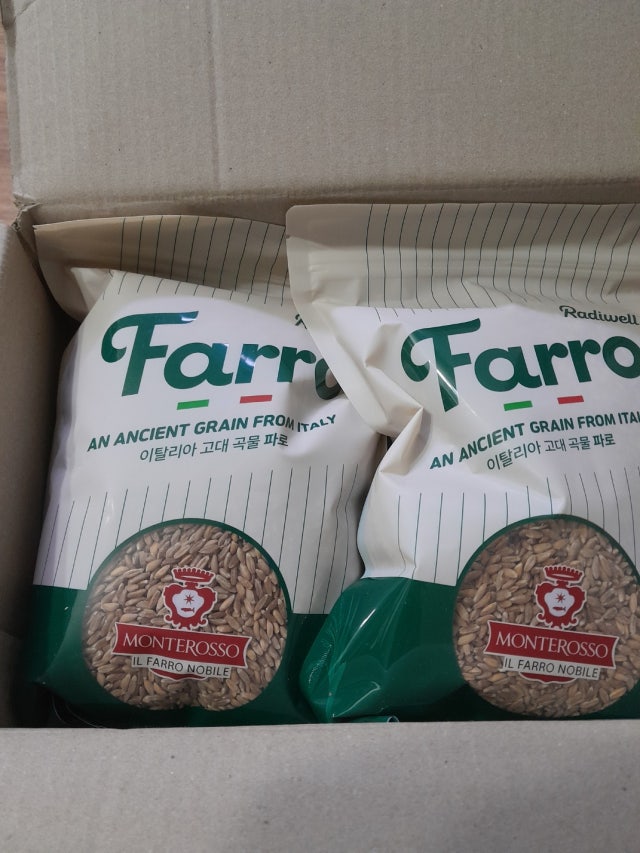 Farro
AN ANCIENT GRAIN FROM ITALY
이탈리아 고대 곡물 파로
MONTEROSSO
IL FARRO NOBILE
Radiwell
Farro
AN ANCIENT GRAIN FROM
이탈리아 고대 곡물 파로
MONTEROSSO
IL FARRO NOBILE